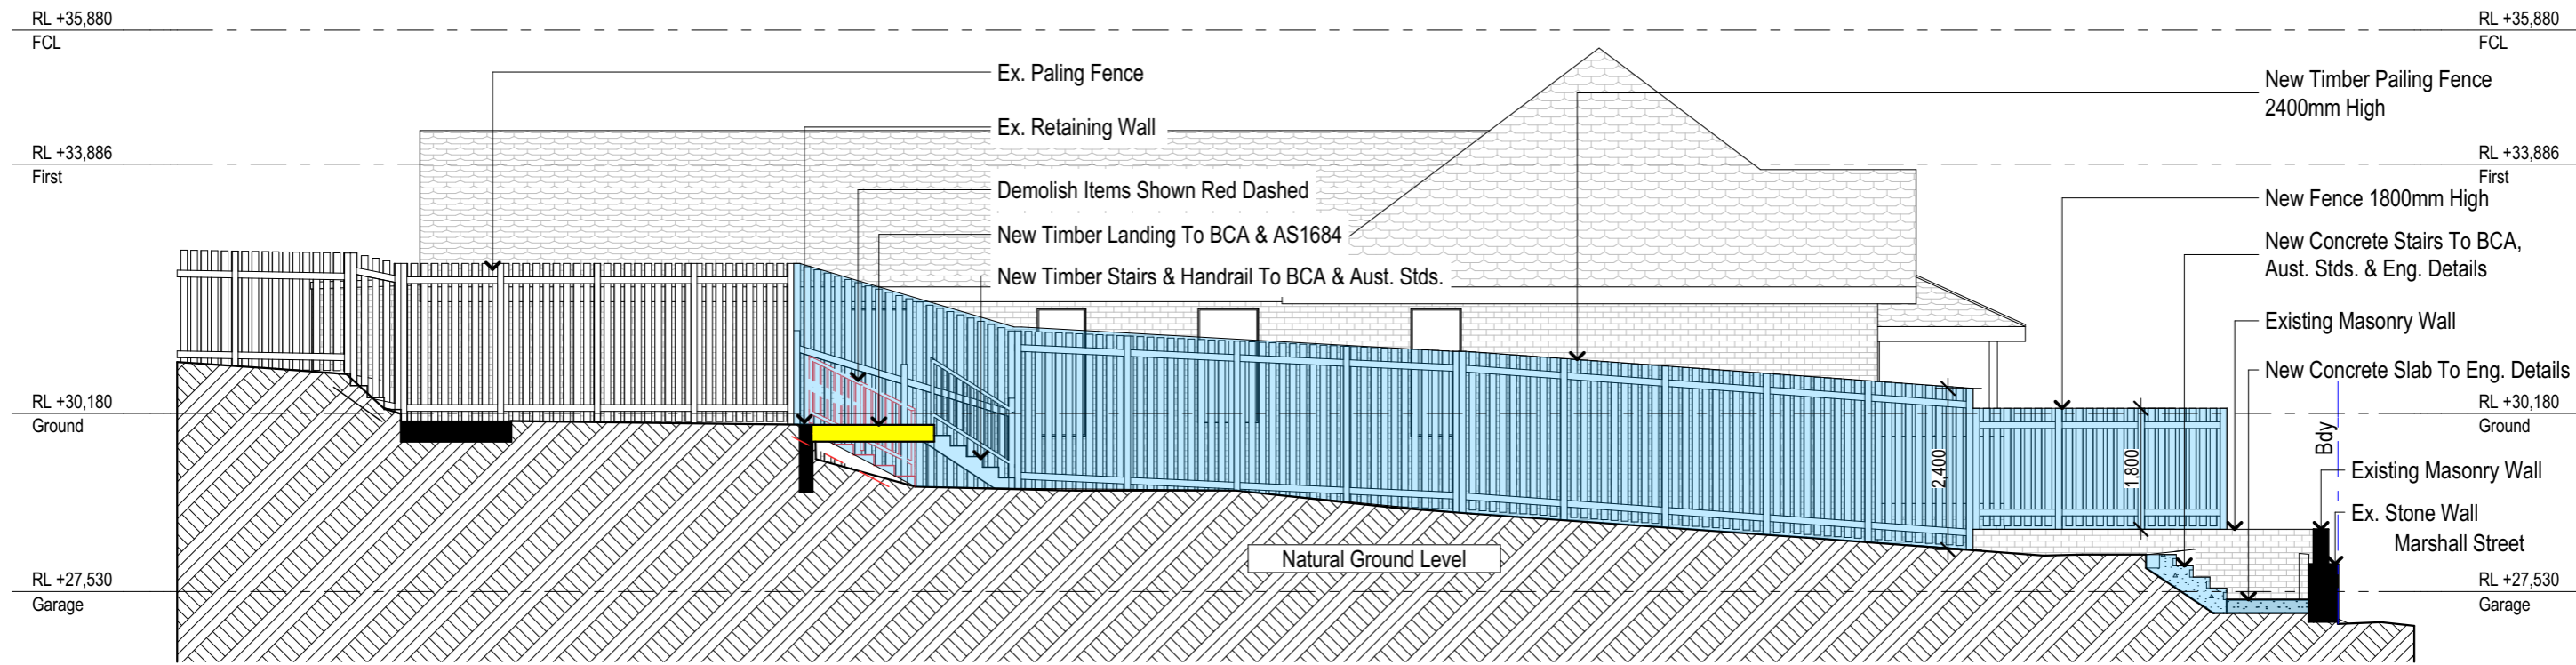 RL +35,880
FCL
RL +35,880
FCL
Ex. Paling Fence
New Timber Pailing Fence
2400mm High
Ex. Retaining Wall
RL +33,886
First
RL +33,886
First
Demolish Items Shown Red Dashed
New Fence 1800mm High
New Timber Landing To BCA & AS1684
New Concrete Stairs To BCA,
Aust. Stds. & Eng. Details
New Timber Stairs & Handrail To BCA & Aust. Stds.
Existing Masonry Wall
New Concrete Slab To Eng. Details
RL +30,180
Ground
RL +30,180
Ground
Bdy
2,400
1,800
Existing Masonry Wall
Ex. Stone Wall
Marshall Street
Natural Ground Level
RL +27,530
Garage
RL +27,530
Garage